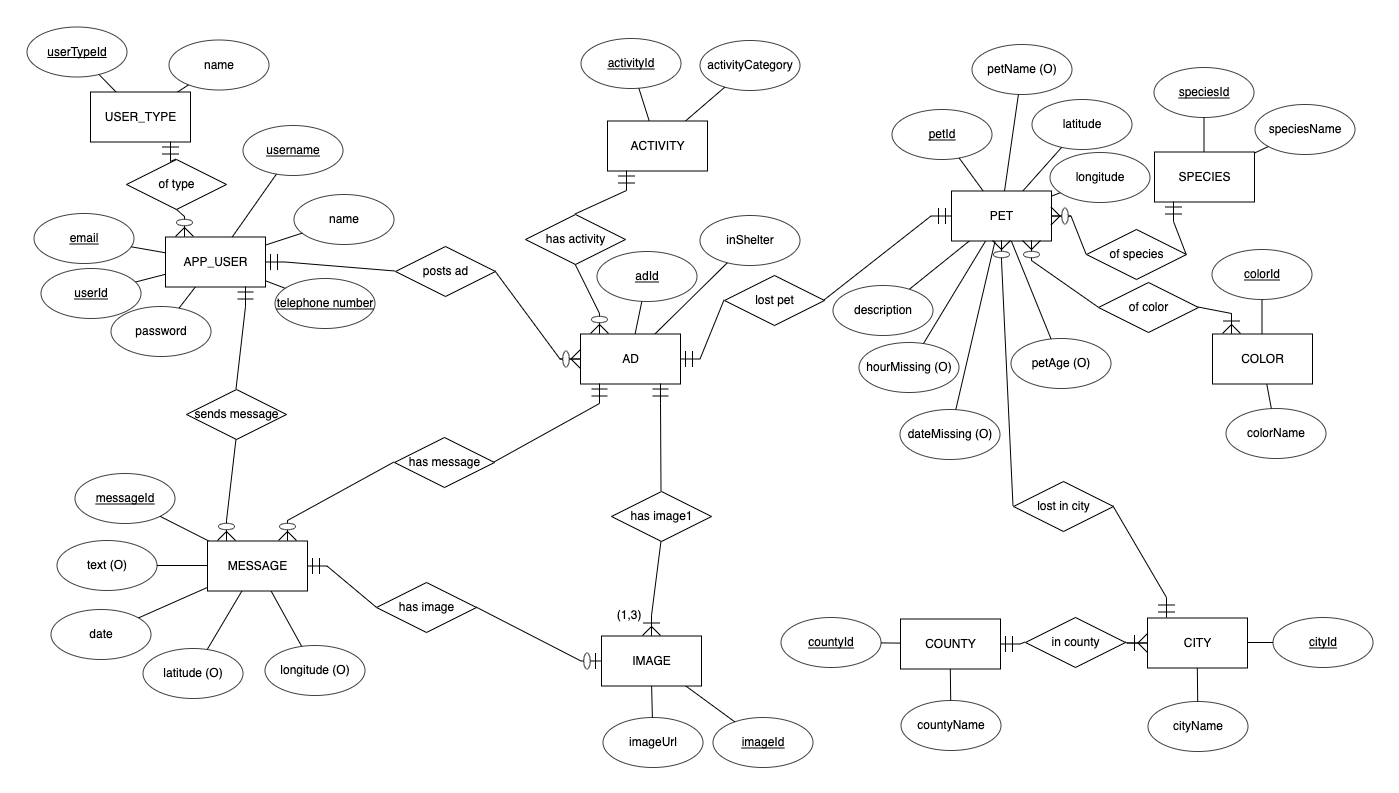 userTypeId
name
USER_TYPE
of type
username
name
email
APP_USER
userId
telephone number
password
posts ad
sends message
activityId
activityCategory
ACTIVITY
has activity
inShelter
adId
AD
lost pet
has message
has image1
messageId
text (O)
MESSAGE
date
latitude (O)
longitude (O)
has image
(1,3)
IMAGE
imageUrl
imageId
petName (O)
petId
latitude
longitude
PET
speciesId
speciesName
SPECIES
of species
description
hourMissing (O)
dateMissing (O)
petAge (O)
of color
colorId
COLOR
colorName
lost in city
countyId
COUNTY
countyName
in county
CITY
cityId
cityName